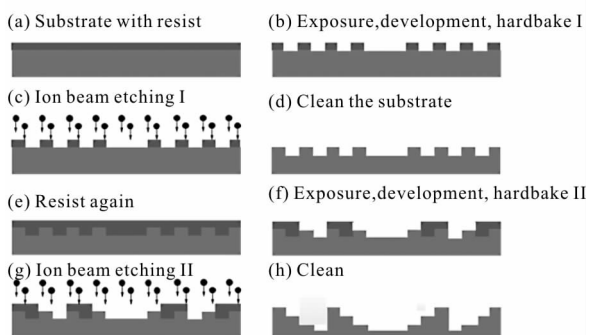 (a) Substrate with resist
(b) Exposure,development, hardbake I
(c) Ion beam etching I
(d) Clean the substrate
(e) Resist again
(f) Exposure,development, hardbake II
(g) Ion beam etching II
(h) Clean